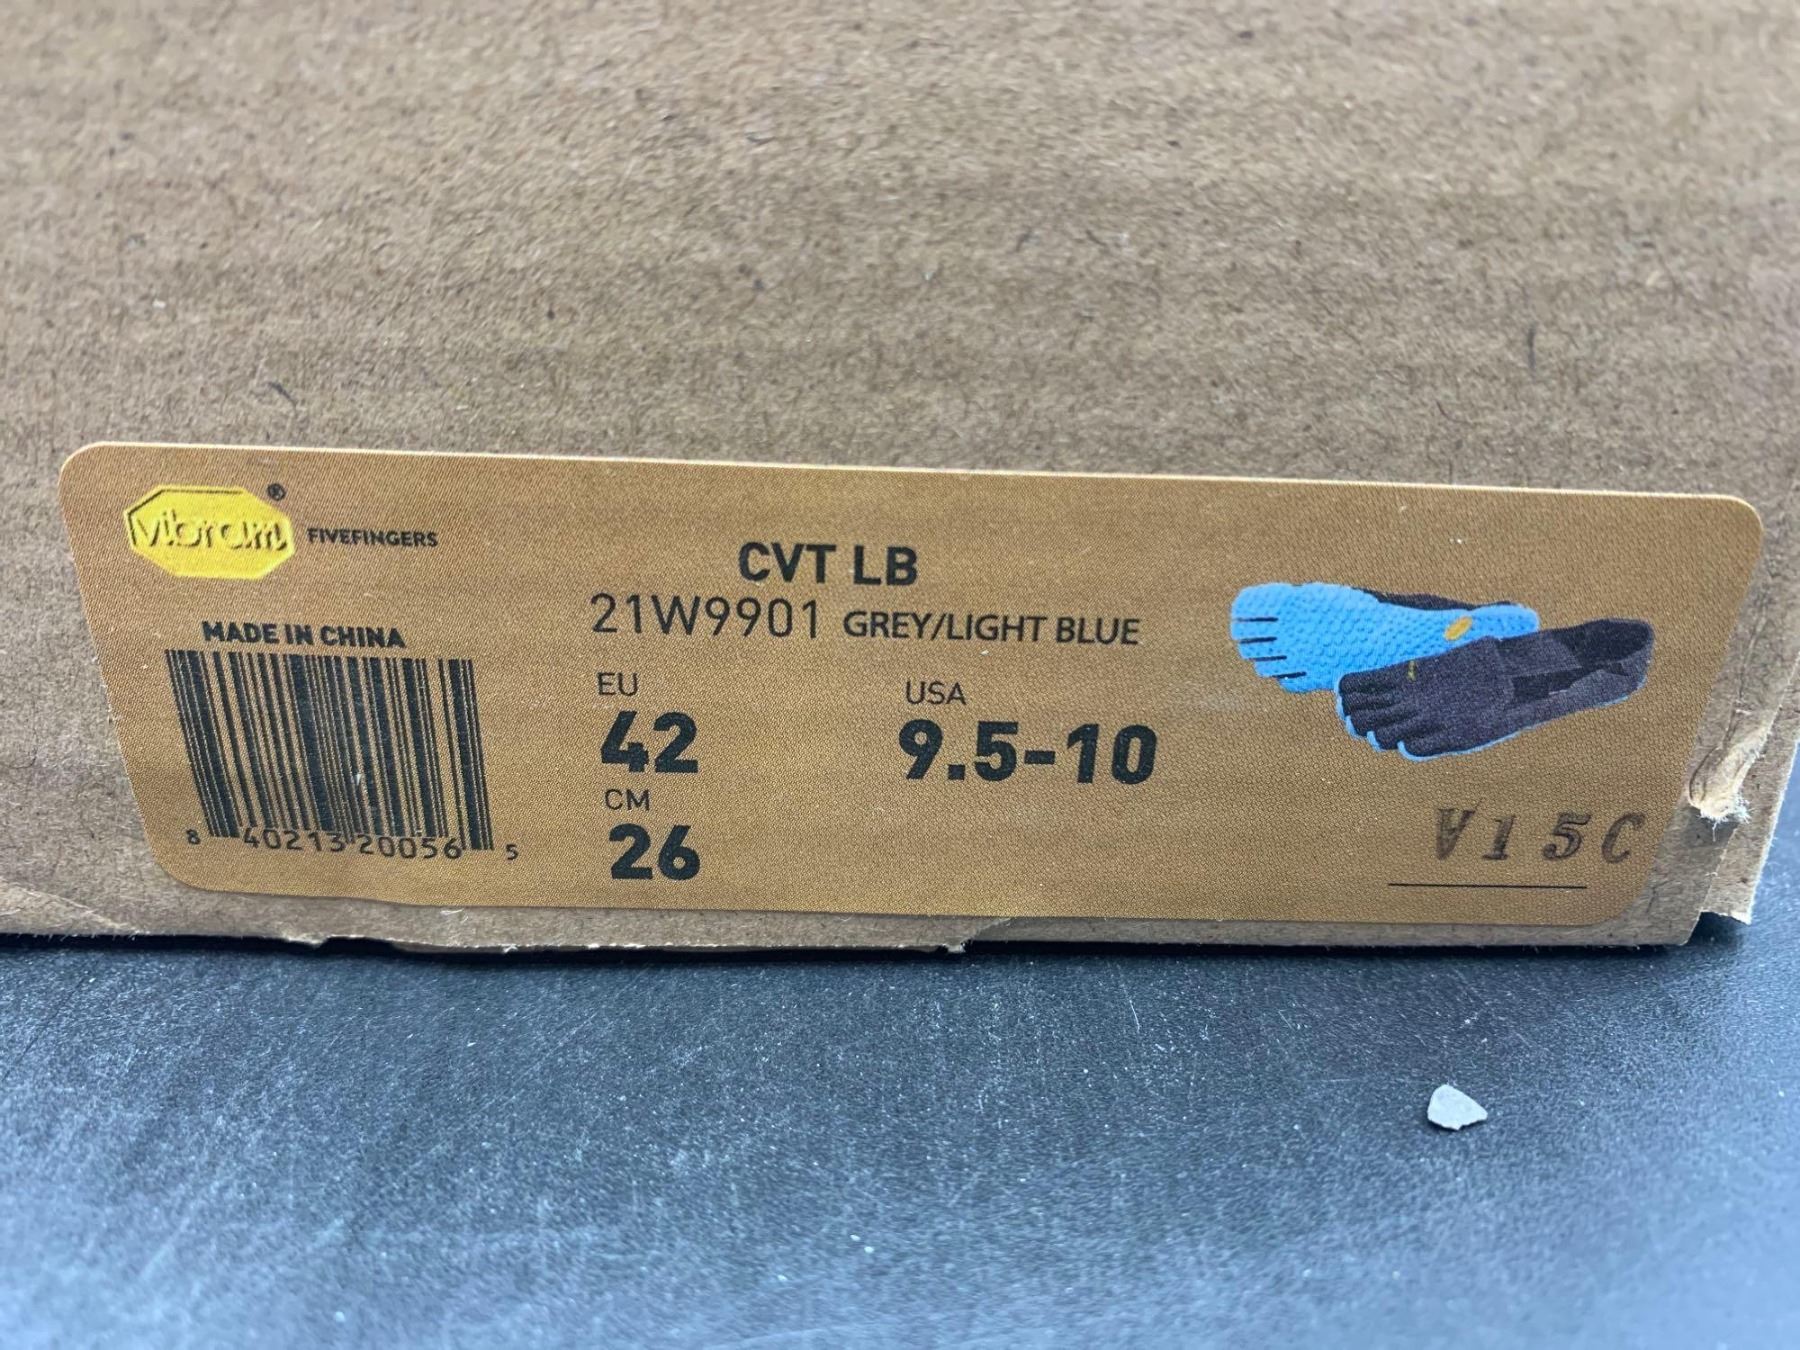 vibram® FIVEFINGERS
CVT LB
21W9901 GREY/LIGHT BLUE
MADE IN CHINA
8 40213 20056 5
EU
42
USA
9.5-10
CM
26
V15C